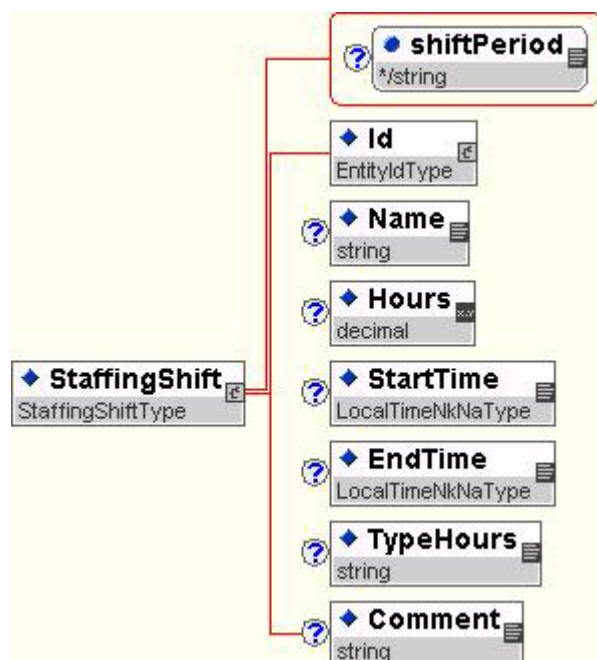 ? shiftPeriod
*/string
Id
EntityIdType
? Name
string
? Hours
x.y
decimal
StaffingShift
StaffingShiftType
? StartTime
LocalTimeNkNaType
? EndTime
LocalTimeNkNaType
? TypeHours
string
? Comment
string